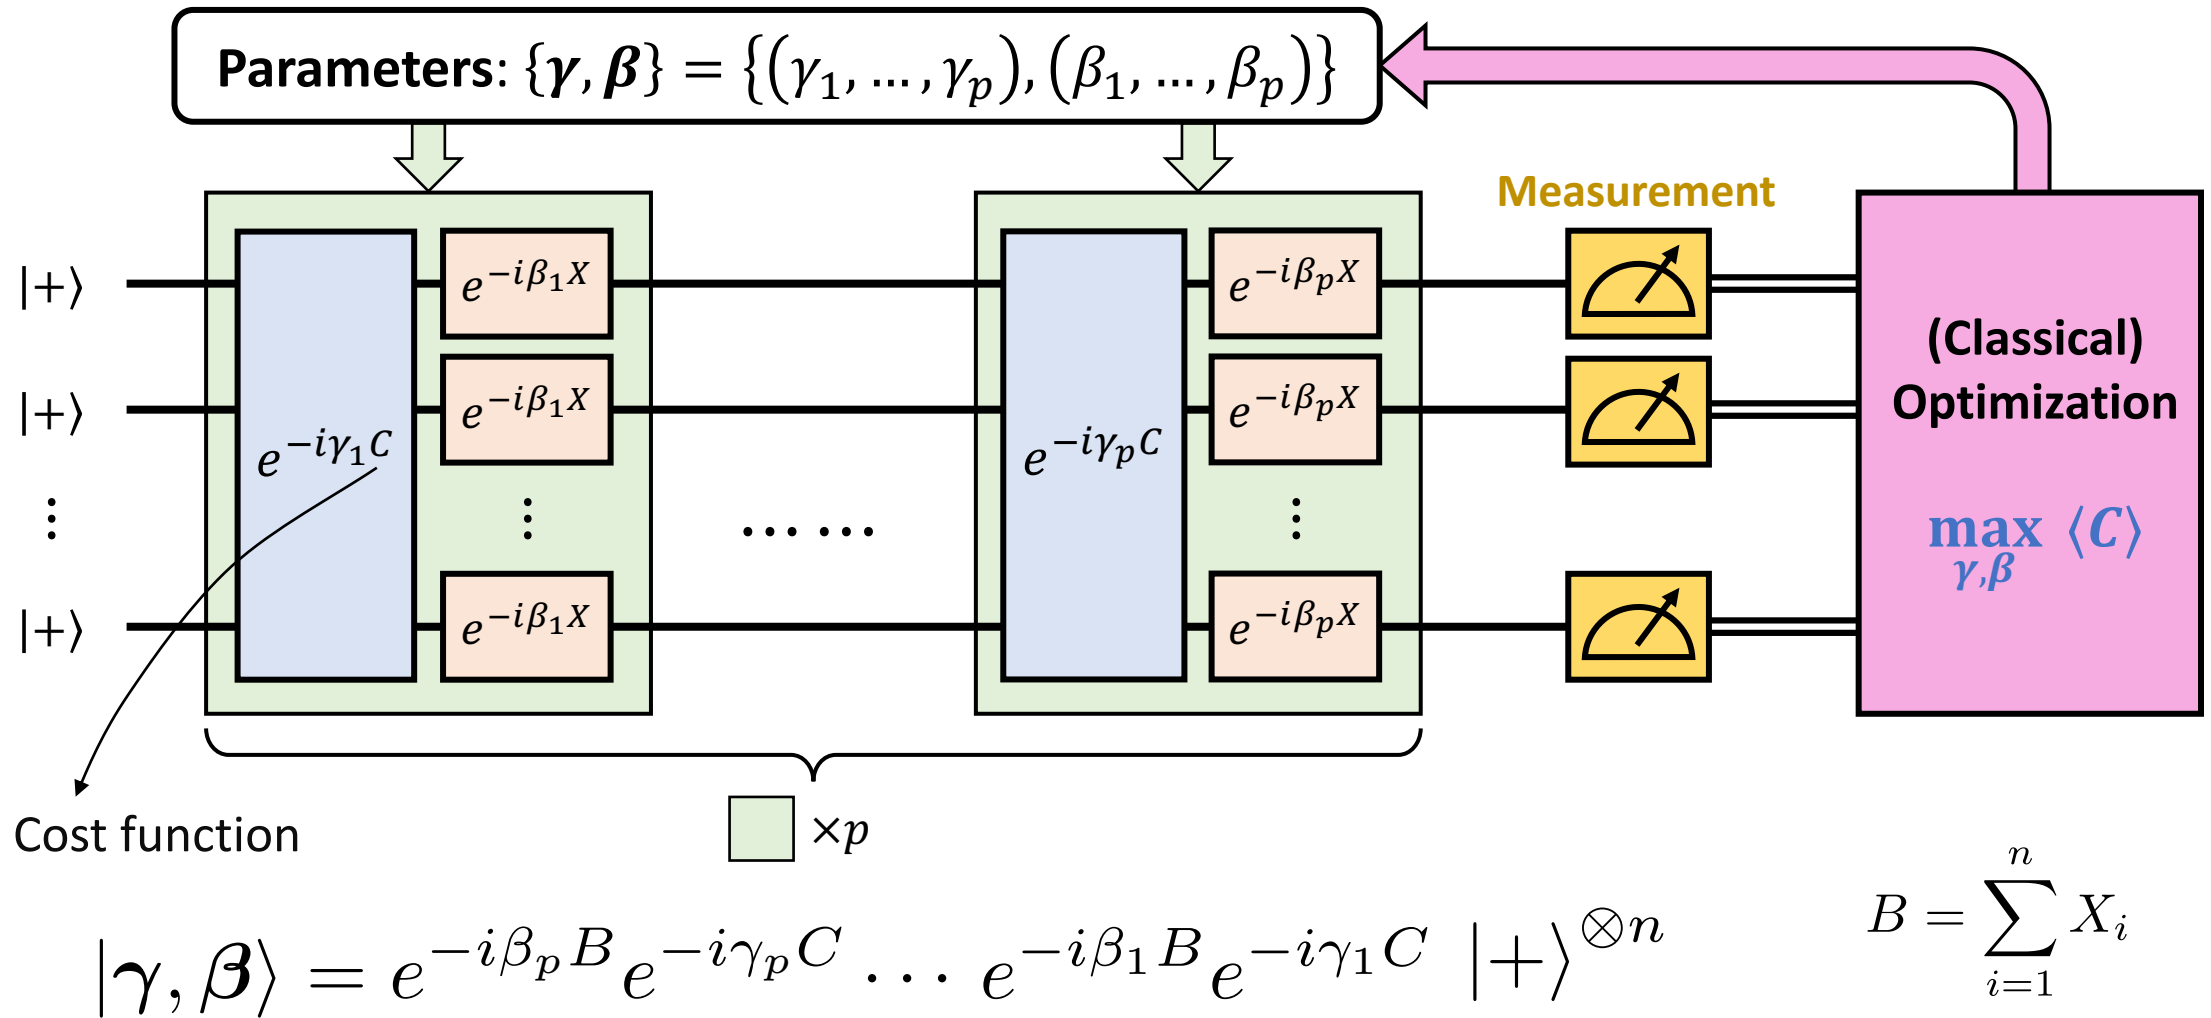 Parameters: {γ, β} = {(γ₁, … , γₚ), (β₁, … , βₚ)}
Measurement
|+⟩
e^{-iβ₁X}
e^{-iβₚX}
|+⟩
e^{-iβ₁X}
e^{-iβₚX}
e^{-iγ₁C}
e^{-iγₚC}
⋮
⋮
……
⋮
|+⟩
e^{-iβ₁X}
e^{-iβₚX}
(Classical)
Optimization
max ⟨C⟩
γ,β
Cost function
×p
|γ, β⟩ = e^{-iβₚB} e^{-iγₚC} ⋯ e^{-iβ₁B} e^{-iγ₁C} |+⟩^{⊗n}
B = ∑_{i=1}^{n} X_i